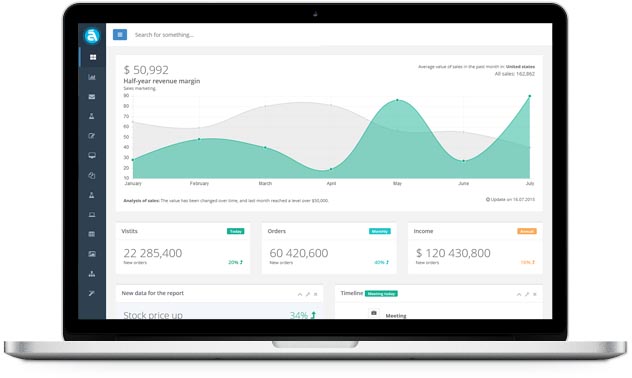 Search for something...
$ 50,992
Half-year revenue margin
Sales marketing.
Average value of sales in the past month in: United states
All sales: 162,862
90
80
70
60
50
40
30
20
10
January February March April May June July
Analysis of sales: The value has been changed over time, and last month reached a level over $50,000.
Update on 16.07.2015
Visitis Today
22 285,400
New orders 20%
Orders Monthly
60 420,600
New orders 40%
Income Annual
$ 120 430,800
New orders 16%
New data for the report
Stock price up 34%
Timeline Meeting today
Meeting